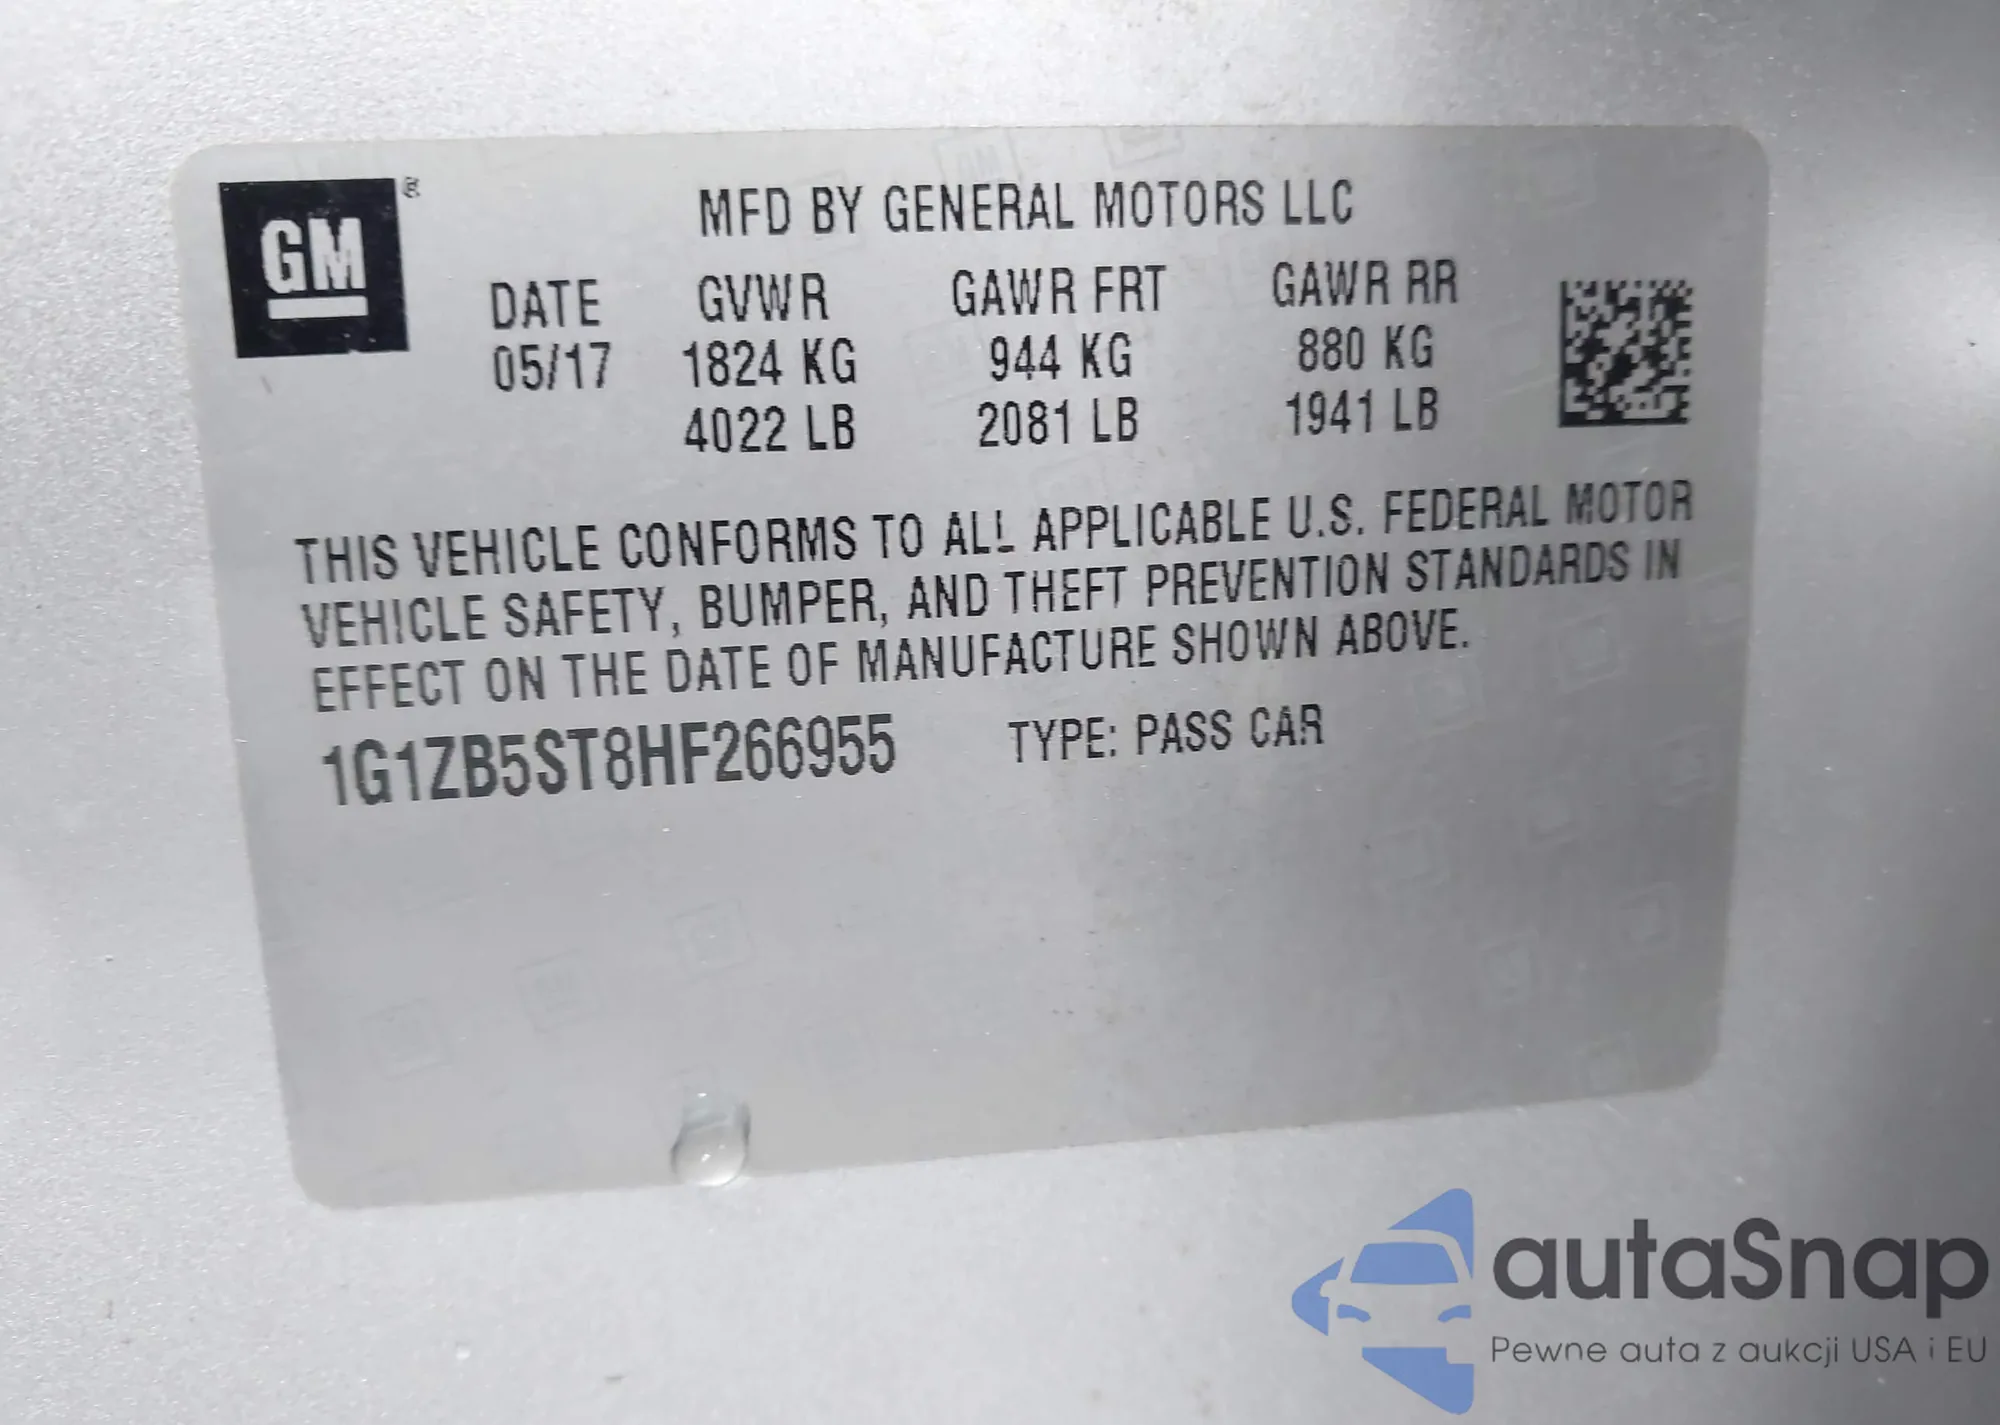 GM®
MFD BY GENERAL MOTORS LLC
DATE GVWR GAWR FRT GAWR RR
05/17 1824 KG 944 KG 880 KG
4022 LB 2081 LB 1941 LB
THIS VEHICLE CONFORMS TO ALL APPLICABLE U.S. FEDERAL MOTOR
VEHICLE SAFETY, BUMPER, AND THEFT PREVENTION STANDARDS IN
EFFECT ON THE DATE OF MANUFACTURE SHOWN ABOVE.
1G1ZB5ST8HF266955 TYPE: PASS CAR
autaSnap
Pewne auta z aukcji USA i EU